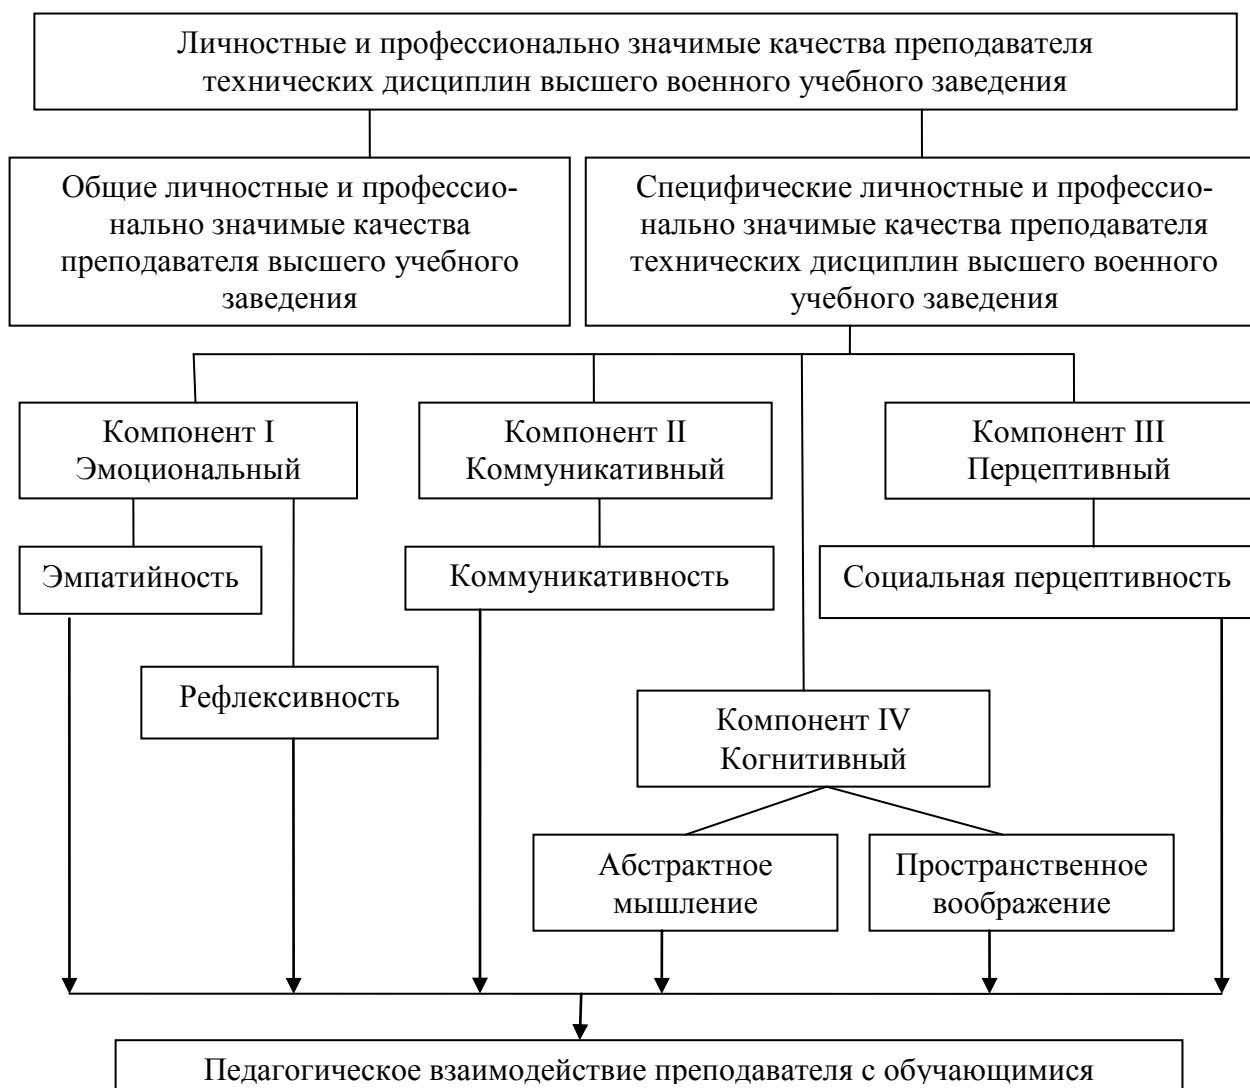 Личностные и профессионально значимые качества преподавателя
технических дисциплин высшего военного учебного заведения
Общие личностные и профессио-
нально значимые качества
преподавателя высшего учебного
заведения
Специфические личностные и профессио-
нально значимые качества преподавателя
технических дисциплин высшего военного
учебного заведения
Компонент I
Эмоциональный
Компонент II
Коммуникативный
Компонент III
Перцептивный
Эмпатийность
Коммуникативность
Социальная перцептивность
Рефлексивность
Компонент IV
Когнитивный
Абстрактное
мышление
Пространственное
воображение
Педагогическое взаимодействие преподавателя с обучающимися